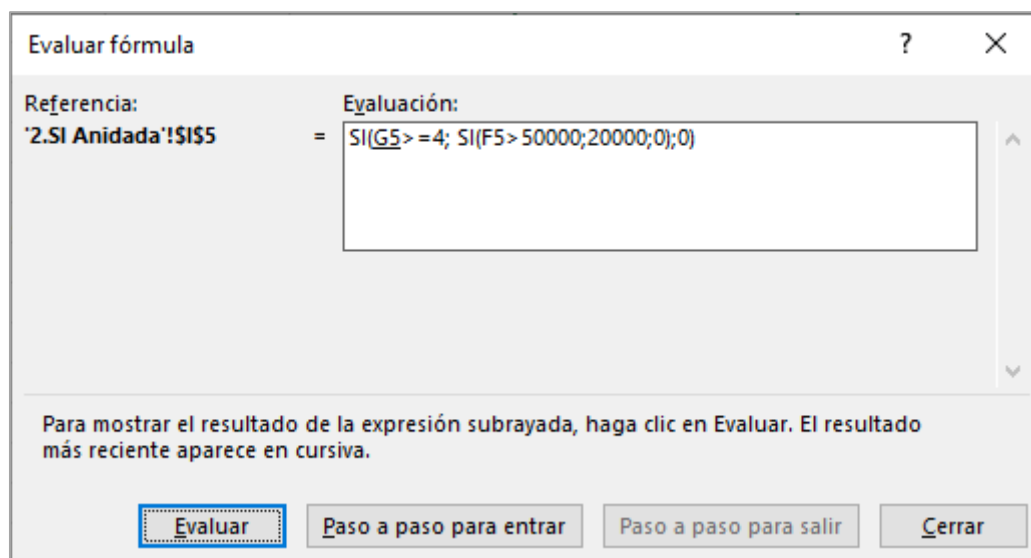 Evaluar fórmula ? ×
Referencia: Evaluación:
'2.SI Anidada'!$I$5 = SI(G5>=4; SI(F5>50000;20000;0);0)
Para mostrar el resultado de la expresión subrayada, haga clic en Evaluar. El resultado
más reciente aparece en cursiva.
Evaluar Paso a paso para entrar Paso a paso para salir Cerrar